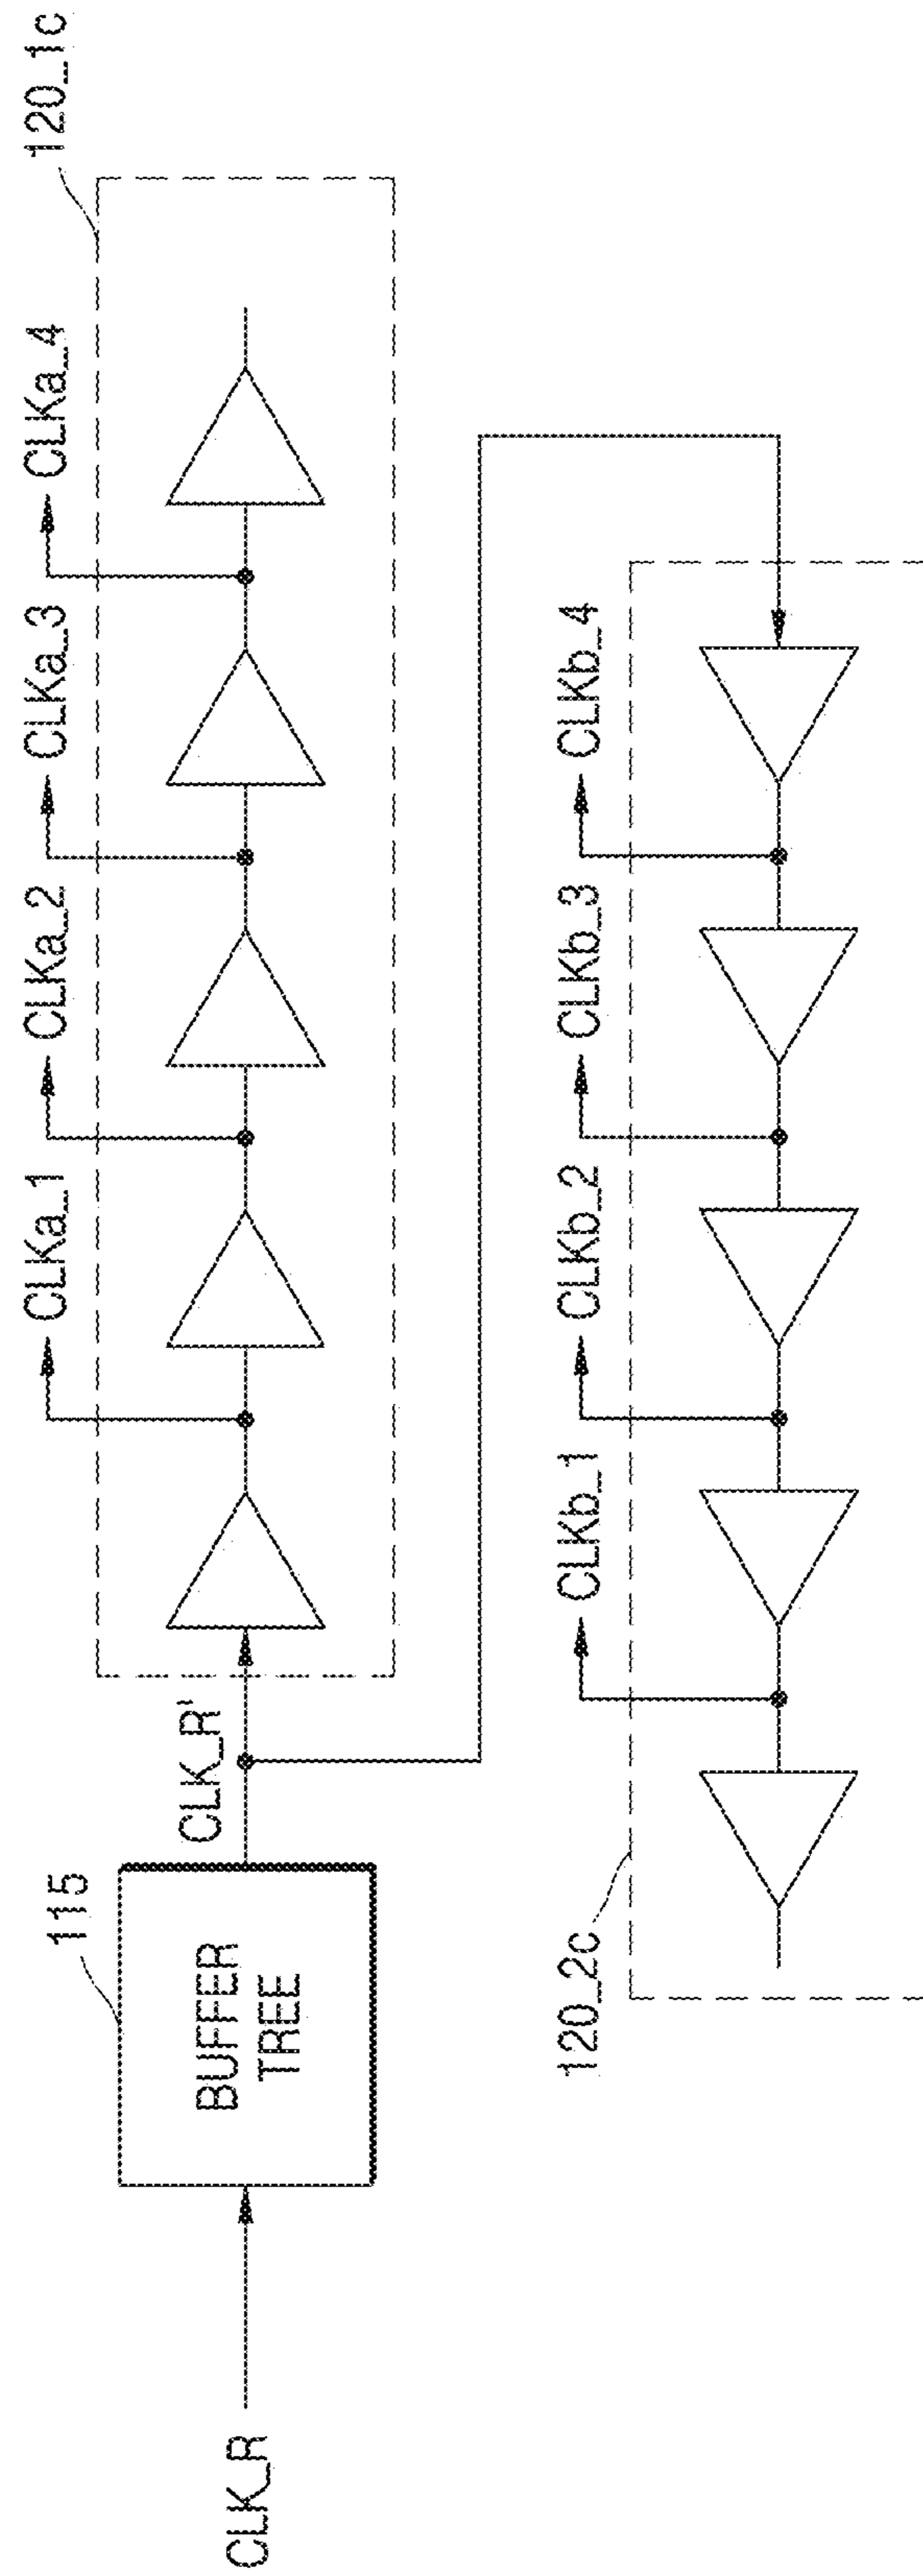 CLK_R
115
BUFFER
TREE
CLK_R'
120_1c
CLKa_1
CLKa_2
CLKa_3
CLKa_4
120_2c
CLKb_1
CLKb_2
CLKb_3
CLKb_4